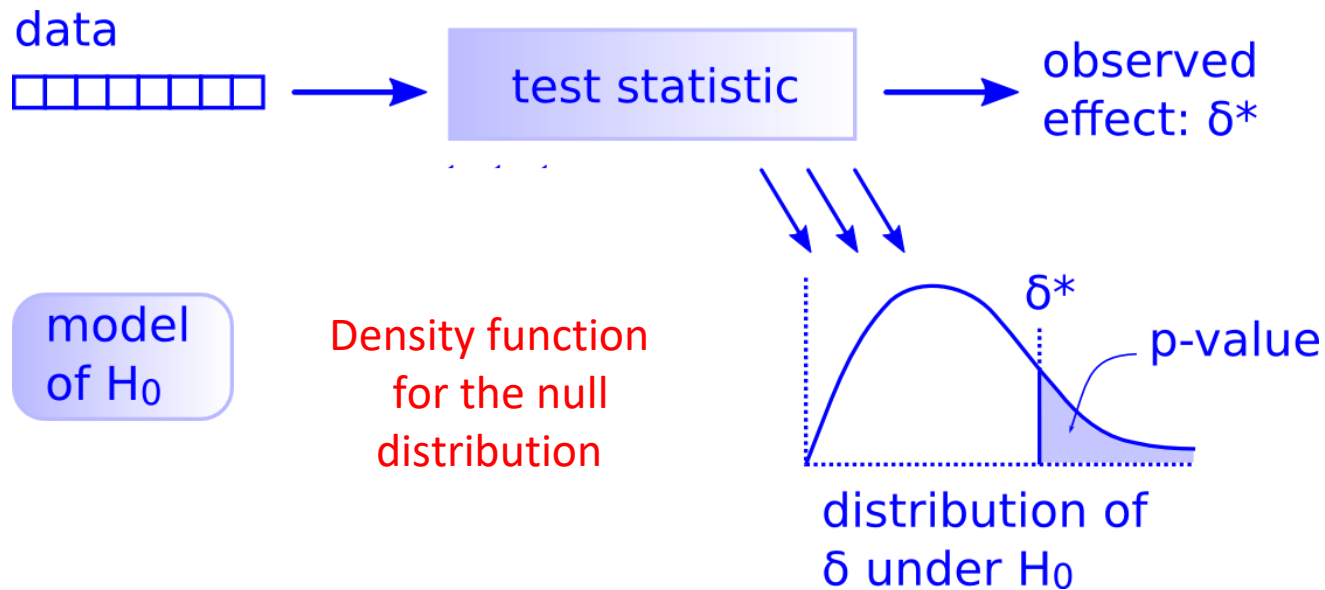 data
test statistic
observed
effect: δ*
model
of H₀
Density function
for the null
distribution
δ*
p-value
distribution of
δ under H₀